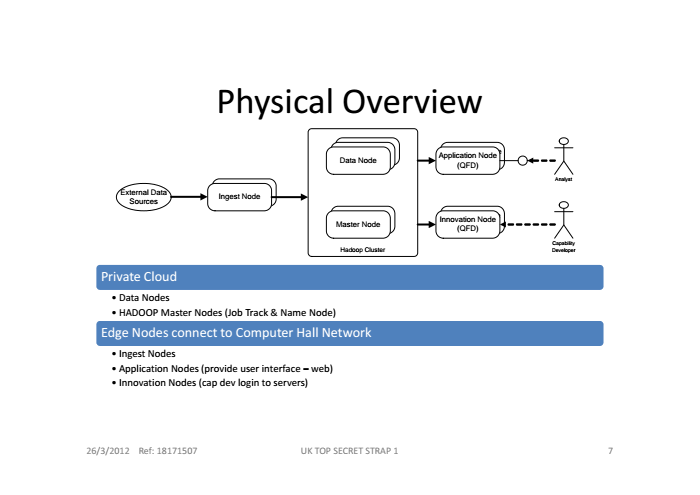 Physical Overview
External Data
Sources
Ingest Node
Data Node
Master Node
Hadoop Cluster
Application Node
(QFD)
Innovation Node
(QFD)
Analyst
Capability
Developer
Private Cloud
• Data Nodes
• HADOOP Master Nodes (Job Track & Name Node)
Edge Nodes connect to Computer Hall Network
• Ingest Nodes
• Application Nodes (provide user interface – web)
• Innovation Nodes (cap dev login to servers)
26/3/2012 Ref: 18171507
UK TOP SECRET STRAP 1
7